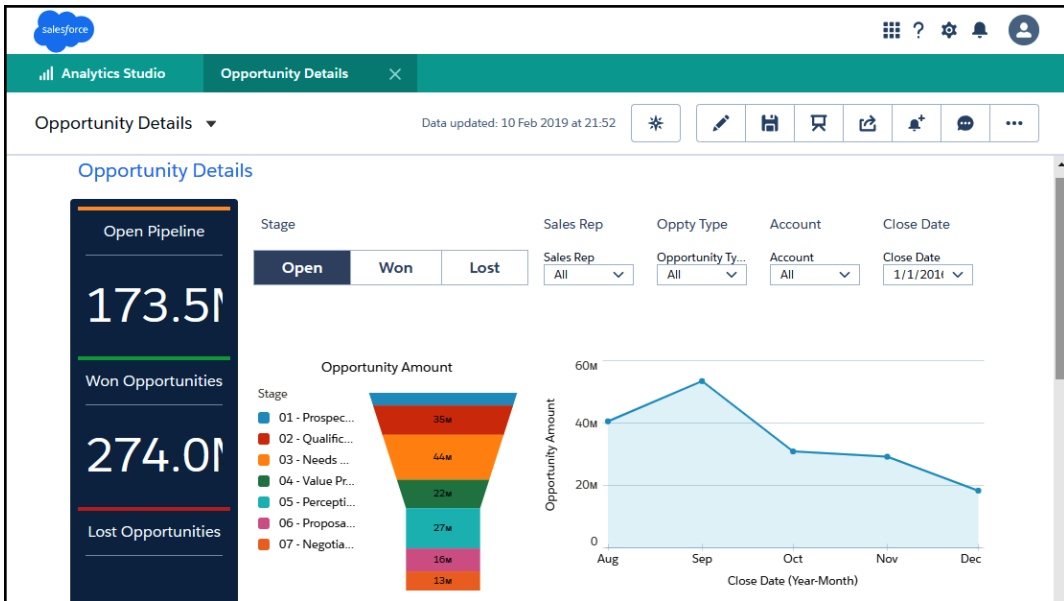 salesforce
?
Analytics Studio
Opportunity Details
Opportunity Details
Data updated: 10 Feb 2019 at 21:52
Opportunity Details
Open Pipeline
173.5
Won Opportunities
274.0
Lost Opportunities
Stage
Open Won Lost
Sales Rep
Sales Rep
All
Oppty Type
Opportunity Ty...
All
Account
Account
All
Close Date
Close Date
1/1/201
Opportunity Amount
Stage
01 - Prospec...
02 - Qualific...
03 - Needs ...
04 - Value Pr...
05 - Percepti...
06 - Proposa...
07 - Negotia...
35M
44M
22M
27M
16M
13M
Opportunity Amount
60M
40M
20M
0
Aug Sep Oct Nov Dec
Close Date (Year-Month)